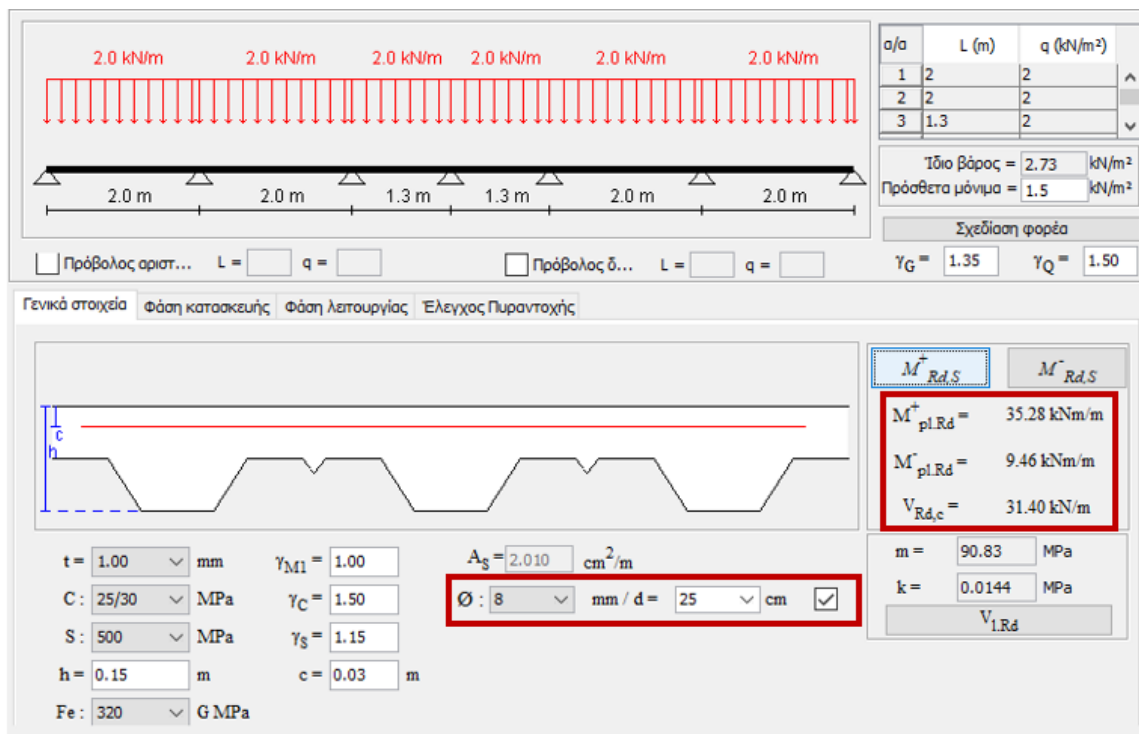 2.0 kN/m 2.0 kN/m 2.0 kN/m 2.0 kN/m 2.0 kN/m 2.0 kN/m
2.0 m 2.0 m 1.3 m 1.3 m 2.0 m 2.0 m
α/α L (m) q (kN/m²)
1 2 2
2 2 2
3 1.3 2
Ίδιο βάρος = 2.73 kN/m²
Πρόσθετα μόνιμα = 1.5 kN/m²
Σχεδίαση φορέα
Πρόβολος αριστ... L = q = Πρόβολος δ... L = q =
γG = 1.35 γQ = 1.50
Γενικά στοιχεία Φάση κατασκευής Φάση λειτουργίας Έλεγχος Πυραντοχής
c
h
M⁺Rd,S M⁻Rd,S
M⁺pl.Rd = 35.28 kNm/m
M⁻pl.Rd = 9.46 kNm/m
VRd,c = 31.40 kN/m
t = 1.00 mm γM1 = 1.00 AS = 2.010 cm²/m
C : 25/30 MPa γC = 1.50 Ø : 8 mm / d = 25 cm
S : 500 MPa γS = 1.15
h = 0.15 m c = 0.03 m
Fe : 320 G MPa
m = 90.83 MPa
k = 0.0144 MPa
V1.Rd